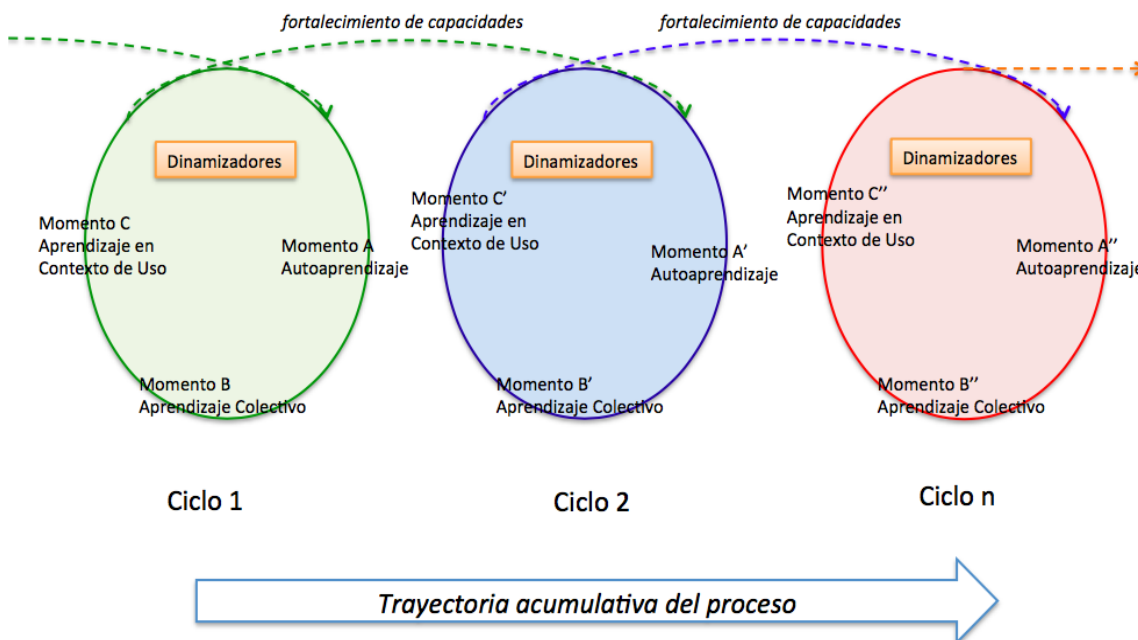 fortalecimiento de capacidades
fortalecimiento de capacidades
Dinamizadores
Momento C
Aprendizaje en
Contexto de Uso
Momento A
Autoaprendizaje
Momento B
Aprendizaje Colectivo
Dinamizadores
Momento C'
Aprendizaje en
Contexto de Uso
Momento A'
Autoaprendizaje
Momento B'
Aprendizaje Colectivo
Dinamizadores
Momento C''
Aprendizaje en
Contexto de Uso
Momento A''
Autoaprendizaje
Momento B''
Aprendizaje Colectivo
Ciclo 1
Ciclo 2
Ciclo n
Trayectoria acumulativa del proceso